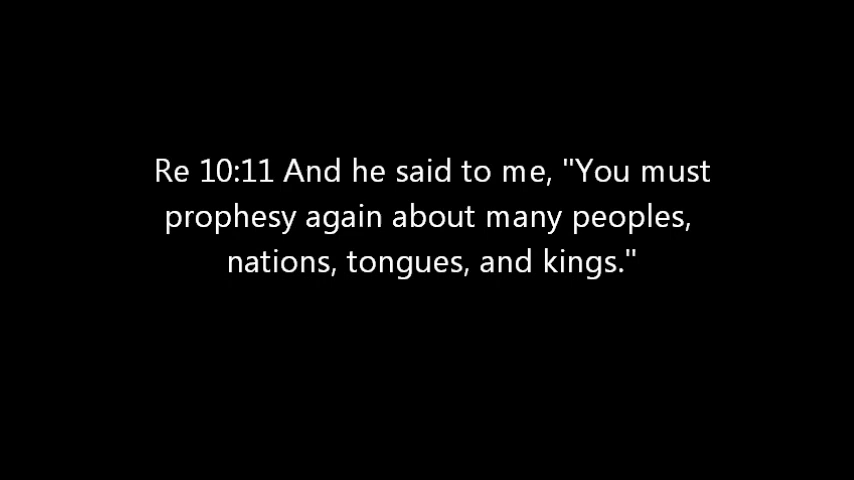 Re 10:11 And he said to me, "You must
prophesy again about many peoples,
nations, tongues, and kings."